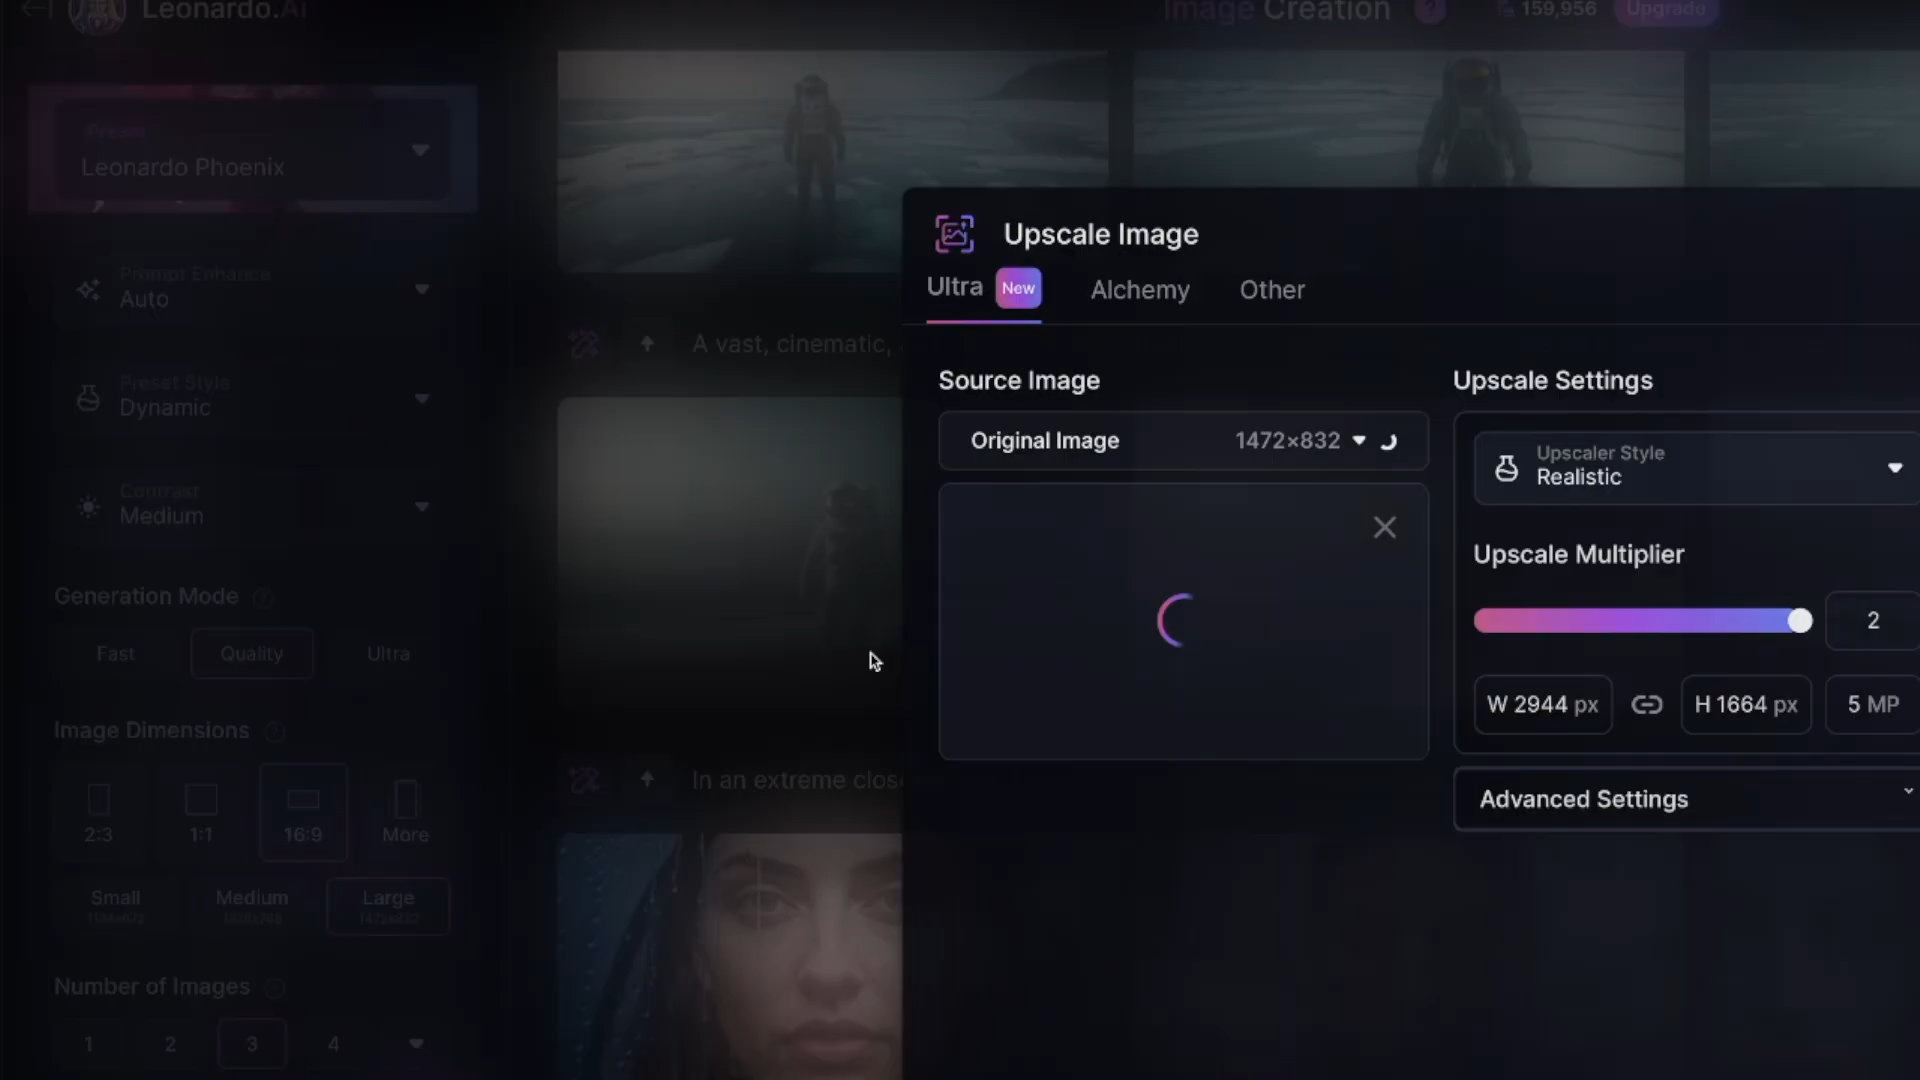 Leonardo.Ai
Image Creation ? 159,956 Upgrade
Preset
Leonardo Phoenix
Prompt Enhance
Auto
Preset Style
Dynamic
Contrast
Medium
Generation Mode ?
Fast Quality Ultra
Image Dimensions ?
2:3 1:1 16:9 More
Small Medium Large
1472x832
Number of Images ?
1 2 3 4
A vast, cinematic,
In an extreme clos
Upscale Image
Ultra New Alchemy Other
Source Image
Original Image 1472×832
Upscale Settings
Upscaler Style
Realistic
Upscale Multiplier
2
W 2944 px H 1664 px 5 MP
Advanced Settings